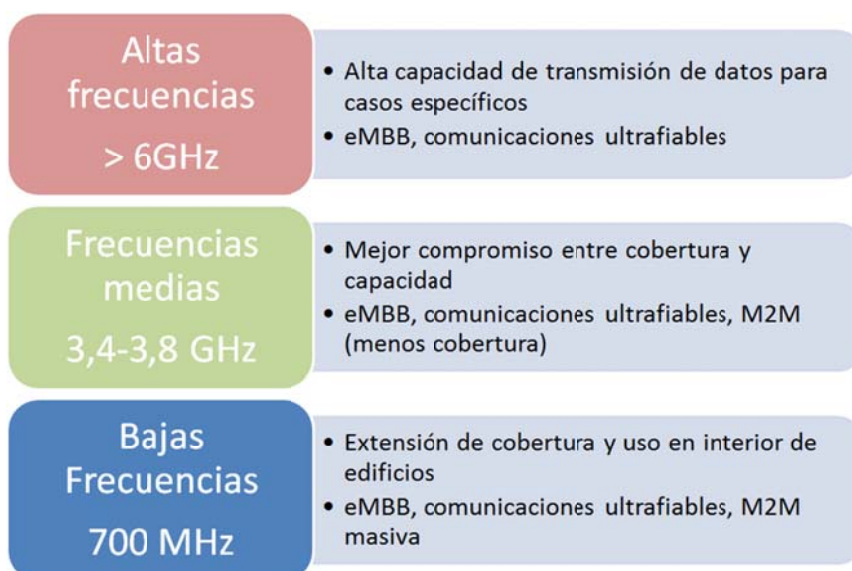 Altas
frecuencias
> 6GHz
• Alta capacidad de transmisión de datos para
casos específicos
• eMBB, comunicaciones ultrafiables
Frecuencias
medias
3,4-3,8 GHz
• Mejor compromiso entre cobertura y
capacidad
• eMBB, comunicaciones ultrafiables, M2M
(menos cobertura)
Bajas
Frecuencias
700 MHz
• Extensión de cobertura y uso en interior de
edificios
• eMBB, comunicaciones ultrafiables, M2M
masiva